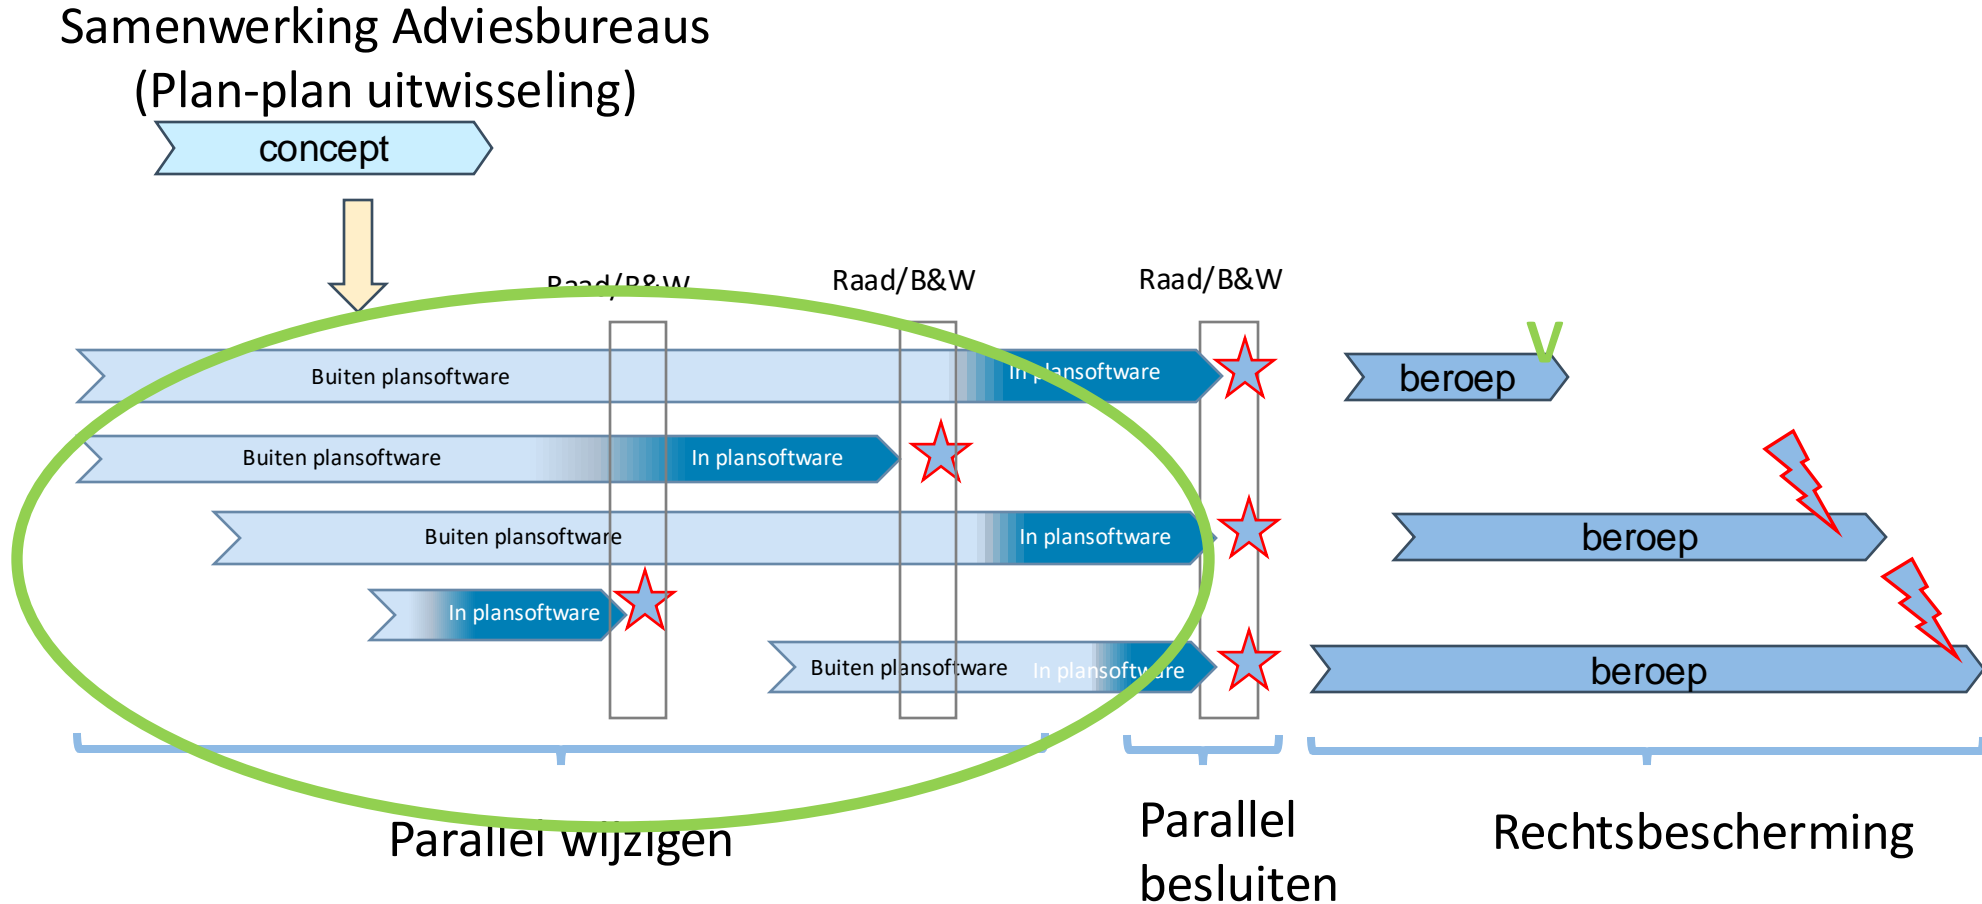 Samenwerking Adviesbureaus
(Plan-plan uitwisseling)
concept
Raad/B&W
Raad/B&W
Raad/B&W
Buiten plansoftware
In plansoftware
beroep
Buiten plansoftware
In plansoftware
Buiten plansoftware
In plansoftware
beroep
In plansoftware
Buiten plansoftware
In plansoftware
beroep
Parallel wijzigen
Parallel
besluiten
Rechtsbescherming